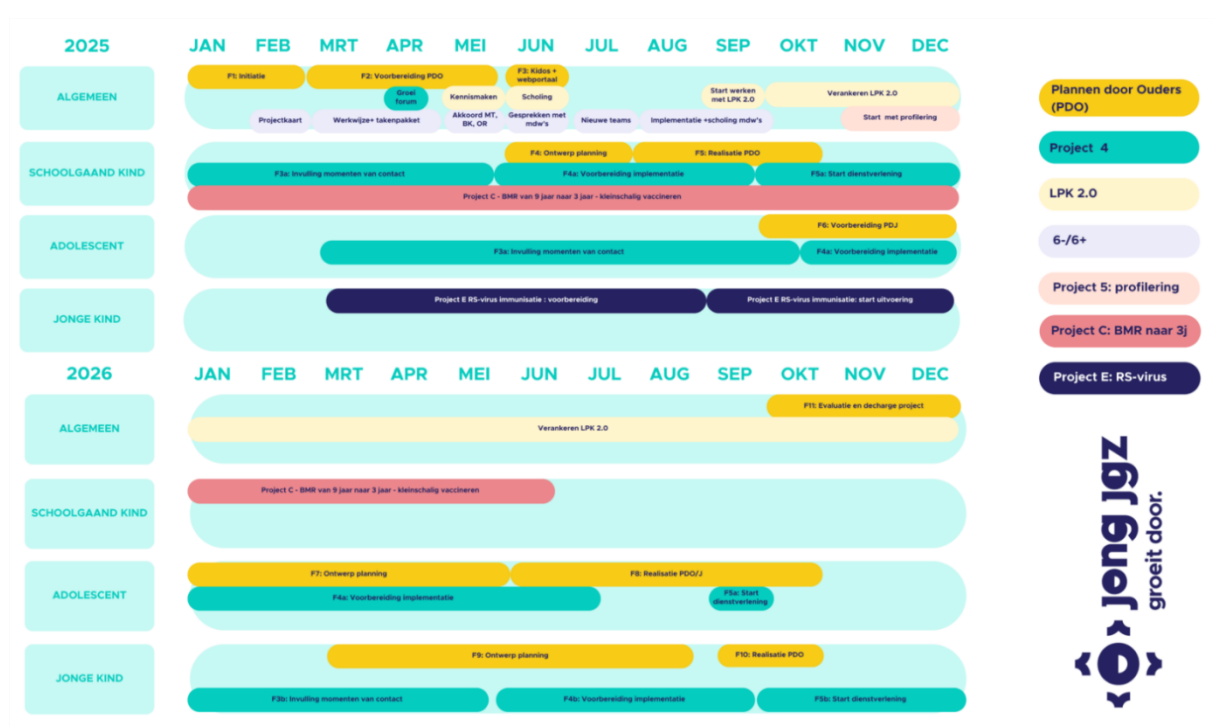 2025 JAN FEB MRT APR MEI JUN JUL AUG SEP OKT NOV DEC
ALGEMEEN
F1: Initiatie
F2: Voorbereiding PDO
F3: Kidos +
webportaal
Groei
forum
Kennismaken
Scholing
Start werken
met LPK 2.0
Verankeren LPK 2.0
Projectkaart
Werkwijze+ takenpakket
Akkoord MT,
BK, OR
Gesprekken met
mdw's
Nieuwe teams
Implementatie +scholing mdw's
Start met profilering
SCHOOLGAAND KIND
F4: Ontwerp planning
F5: Realisatie PDO
F3a: Invulling momenten van contact
F4a: Voorbereiding implementatie
F5a: Start dienstverlening
Project C - BMR van 9 jaar naar 3 jaar - kleinschalig vaccineren
ADOLESCENT
F6: Voorbereiding PDJ
F3a: Invulling momenten van contact
F4a: Voorbereiding implementatie
JONGE KIND
Project E RS-virus immunisatie : voorbereiding
Project E RS-virus immunisatie: start uitvoering
2026 JAN FEB MRT APR MEI JUN JUL AUG SEP OKT NOV DEC
ALGEMEEN
F11: Evaluatie en decharge project
Verankeren LPK 2.0
SCHOOLGAAND KIND
Project C - BMR van 9 jaar naar 3 jaar - kleinschalig vaccineren
ADOLESCENT
F7: Ontwerp planning
F8: Realisatie PDO/J
F4a: Voorbereiding implementatie
F5a: Start
dienstverlening
JONGE KIND
F9: Ontwerp planning
F10: Realisatie PDO
F3b: Invulling momenten van contact
F4b: Voorbereiding implementatie
F5b: Start dienstverlening
Plannen door Ouders
(PDO)
Project 4
LPK 2.0
6-/6+
Project 5: profilering
Project C: BMR naar 3j
Project E: RS-virus
jong jgz
groeit door.